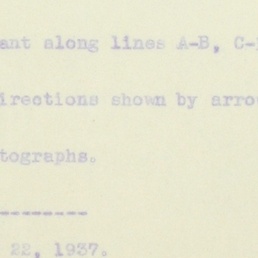 ant along lines A-B, C-
irections shown by arro
tographs.
---------
22, 1937.